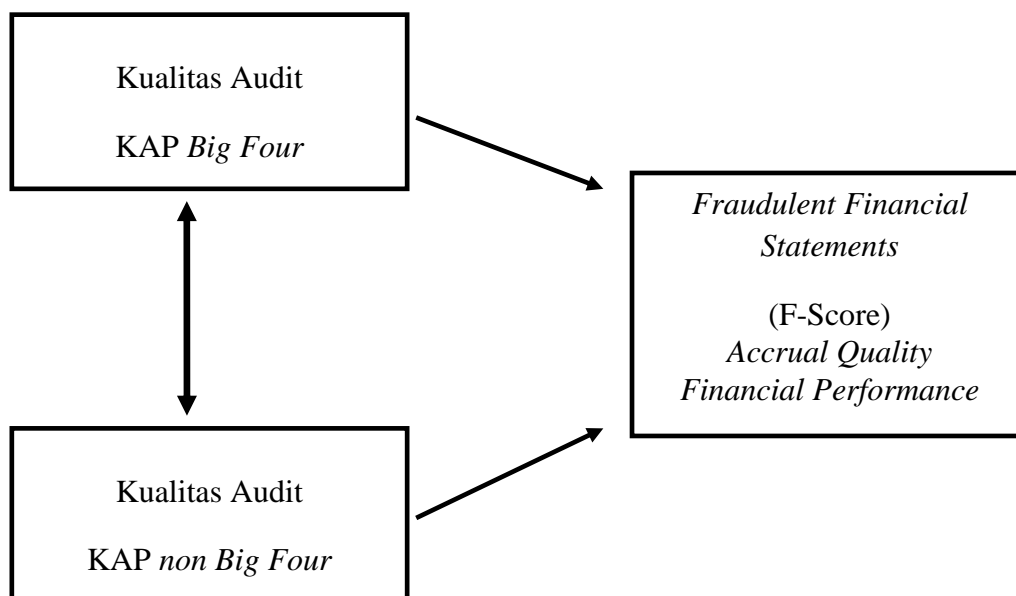 Kualitas Audit
KAP Big Four
Fraudulent Financial
Statements
(F-Score)
Accrual Quality
Financial Performance
Kualitas Audit
KAP non Big Four